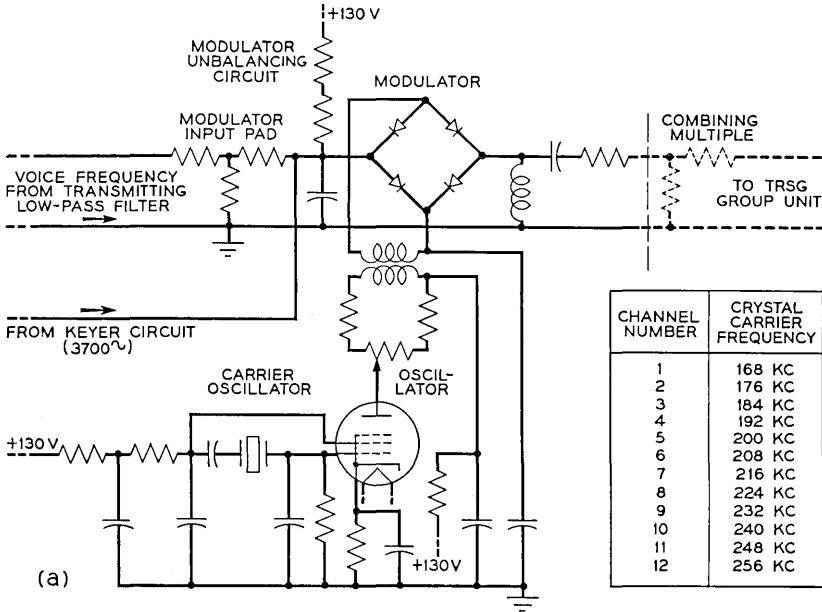 +130 V
MODULATOR
UNBALANCING
CIRCUIT
MODULATOR
MODULATOR
INPUT PAD
COMBINING
MULTIPLE
VOICE FREQUENCY
FROM TRANSMITTING
LOW-PASS FILTER
TO TRSG
GROUP UNIT
FROM KEYER CIRCUIT
(3700~)
CARRIER
OSCILLATOR
OSCIL-
LATOR
+130 V
+130 V
(a)
CHANNEL NUMBER CRYSTAL CARRIER FREQUENCY
1 168 KC
2 176 KC
3 184 KC
4 192 KC
5 200 KC
6 208 KC
7 216 KC
8 224 KC
9 232 KC
10 240 KC
11 248 KC
12 256 KC